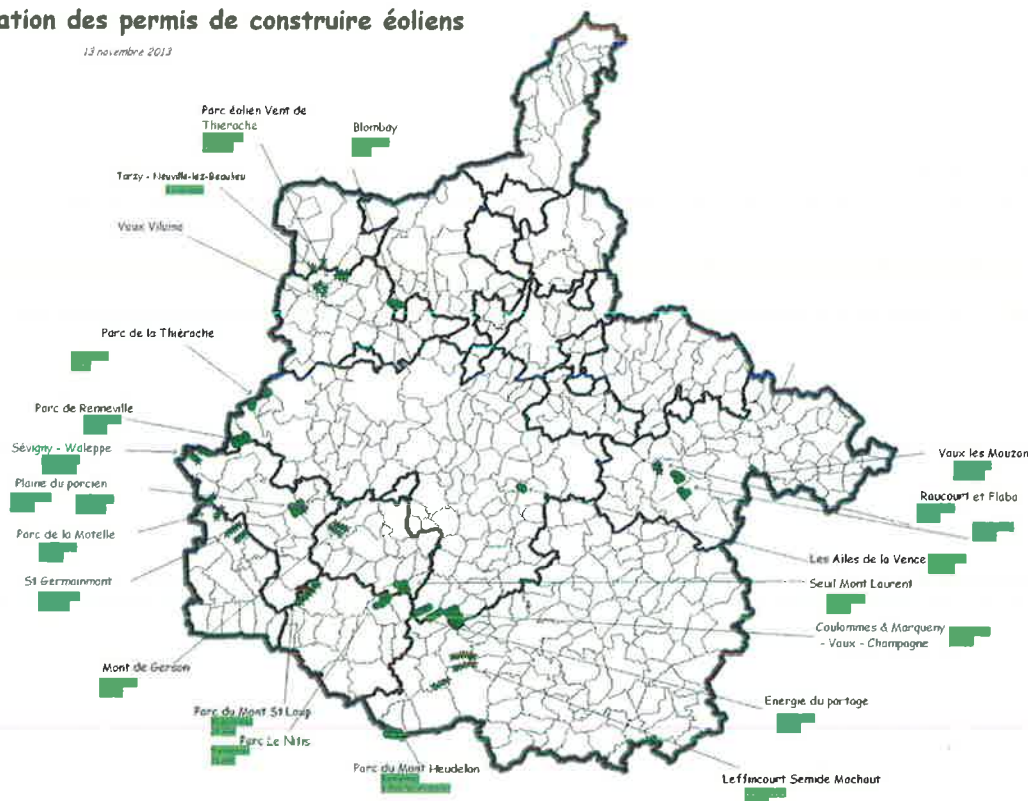 ation des permis de construire éoliens
13 novembre 2013
Parc éolien Vent de
Thiérache
Blombay
Tarzy - Neuville-lez-Beaulieu
Vaux Vilaine
Parc de la Thiérache
Parc de Renneville
Sévigny - Waleppe
Plaine du porcien
Parc de la Motelle
St Germainmont
Mont de Gerson
Parc du Mont St Loup
Parc Le Nitis
Parc du Mont Heudelon
Vaux les Mouzon
Raucourt et Flaba
Les Ailes de la Vence
Seuil Mont Laurent
Coulommes & Marqueny
- Vaux - Champagne
Energie du partage
Leffincourt Semide Machaut